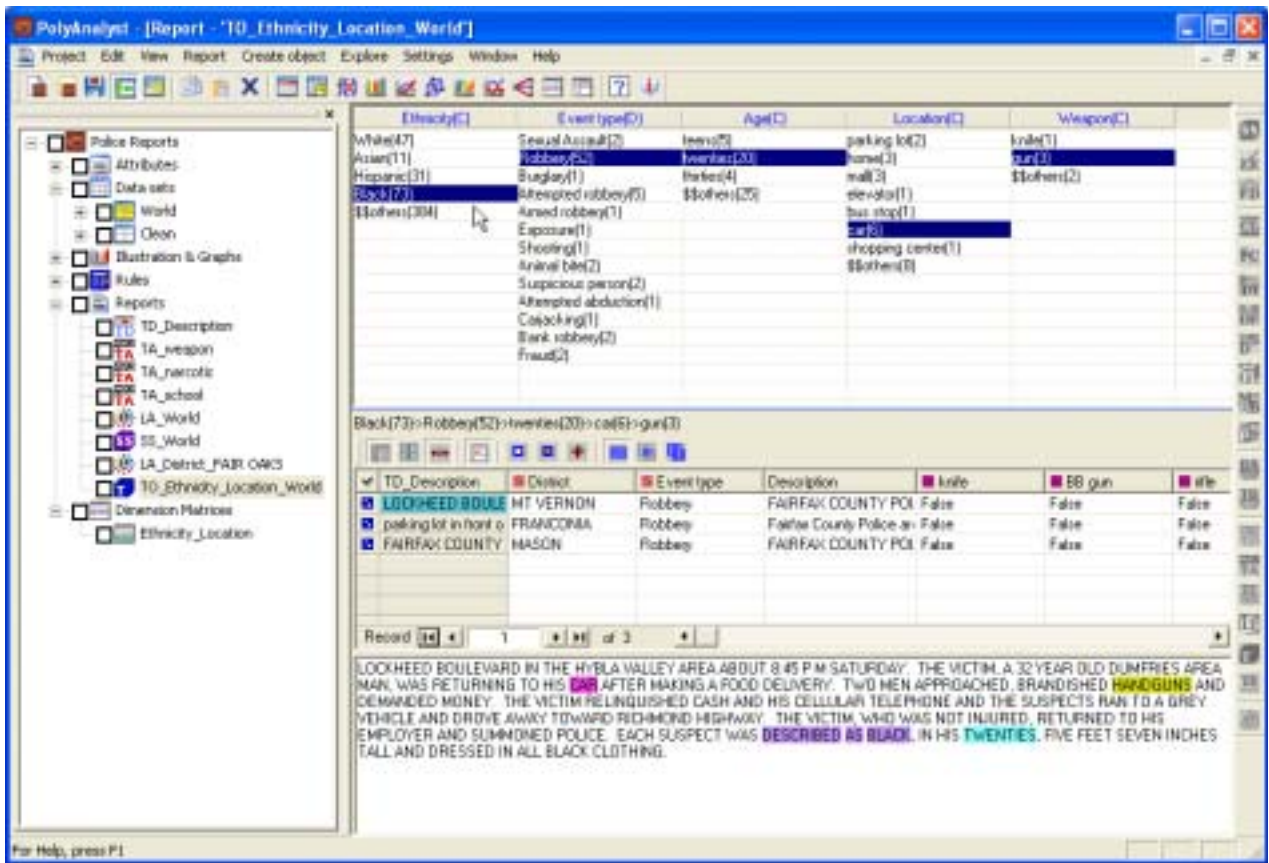 PolyAnalyst - [Report - "TO_Ethnicity_Location_World"]
Project Edit View Report Create object Explore Settings Window Help
Police Reports
Attributes
Data sets
World
Clean
Illustration & Graphs
Rules
Reports
TD_Description
TA_weapon
TA_narcotic
TA_school
LA_World
SS_World
LA_District_FAIR OAKS
TO_Ethnicity_Location_World
Dimension Matrices
Ethnicity_Location
Ethnicity[C] Event type[D] Age[C] Location[C] Weapon[C]
White(47) Sexual Assault(2) teens(5) parking lot(2) knife(1)
Asian(11) Robbery(52) twenties(20) home(3) gun(3)
Hispanic(31) Burglary(1) thirties(4) mall(3) $$others(2)
Black(73) Attempted robbery(5) $$others(25) elevator(1)
$$others(384) Armed robbery(1) bus stop(1)
Exposure(1) car(6)
Shooting(1) shopping center(1)
Animal bite(2) $$others(8)
Suspicious person(2)
Attempted abduction(1)
Carjacking(1)
Bank robbery(2)
Fraud(2)
Black(73)>Robbery(52)>twenties(20)>car(6)>gun(3)
TD_Description District Event type Description knife BB gun rifle
LOCKHEED BOULE MT VERNON Robbery FAIRFAX COUNTY POL False False False
parking lot in front o FRANCONIA Robbery Fairfax County Police an False False False
FAIRFAX COUNTY MASON Robbery FAIRFAX COUNTY POL False False False
Record 1 of 3
LOCKHEED BOULEVARD IN THE HYBLA VALLEY AREA ABOUT 8:45 P M SATURDAY. THE VICTIM, A 32 YEAR OLD DUMFRIES AREA
MAN, WAS RETURNING TO HIS CAR AFTER MAKING A FOOD DELIVERY. TWO MEN APPROACHED, BRANDISHED HANDGUNS AND
DEMANDED MONEY. THE VICTIM RELINQUISHED CASH AND HIS CELLULAR TELEPHONE AND THE SUSPECTS RAN TO A GREY
VEHICLE AND DROVE AWAY TOWARD RICHMOND HIGHWAY. THE VICTIM, WHO WAS NOT INJURED, RETURNED TO HIS
EMPLOYER AND SUMMONED POLICE. EACH SUSPECT WAS DESCRIBED AS BLACK, IN HIS TWENTIES, FIVE FEET SEVEN INCHES
TALL AND DRESSED IN ALL BLACK CLOTHING.
For Help, press F1